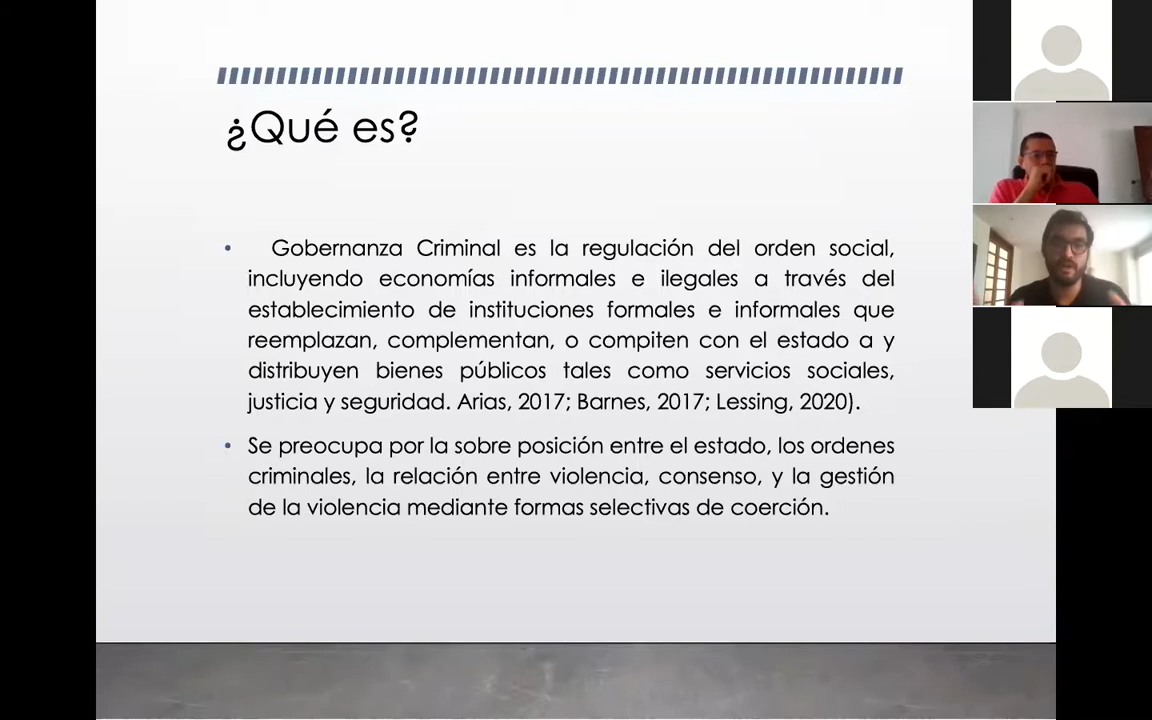 ¿Qué es?
• Gobernanza Criminal es la regulación del orden social,
incluyendo economías informales e ilegales a través del
establecimiento de instituciones formales e informales que
reemplazan, complementan, o compiten con el estado a y
distribuyen bienes públicos tales como servicios sociales,
justicia y seguridad. Arias, 2017; Barnes, 2017; Lessing, 2020).
• Se preocupa por la sobre posición entre el estado, los ordenes
criminales, la relación entre violencia, consenso, y la gestión
de la violencia mediante formas selectivas de coerción.